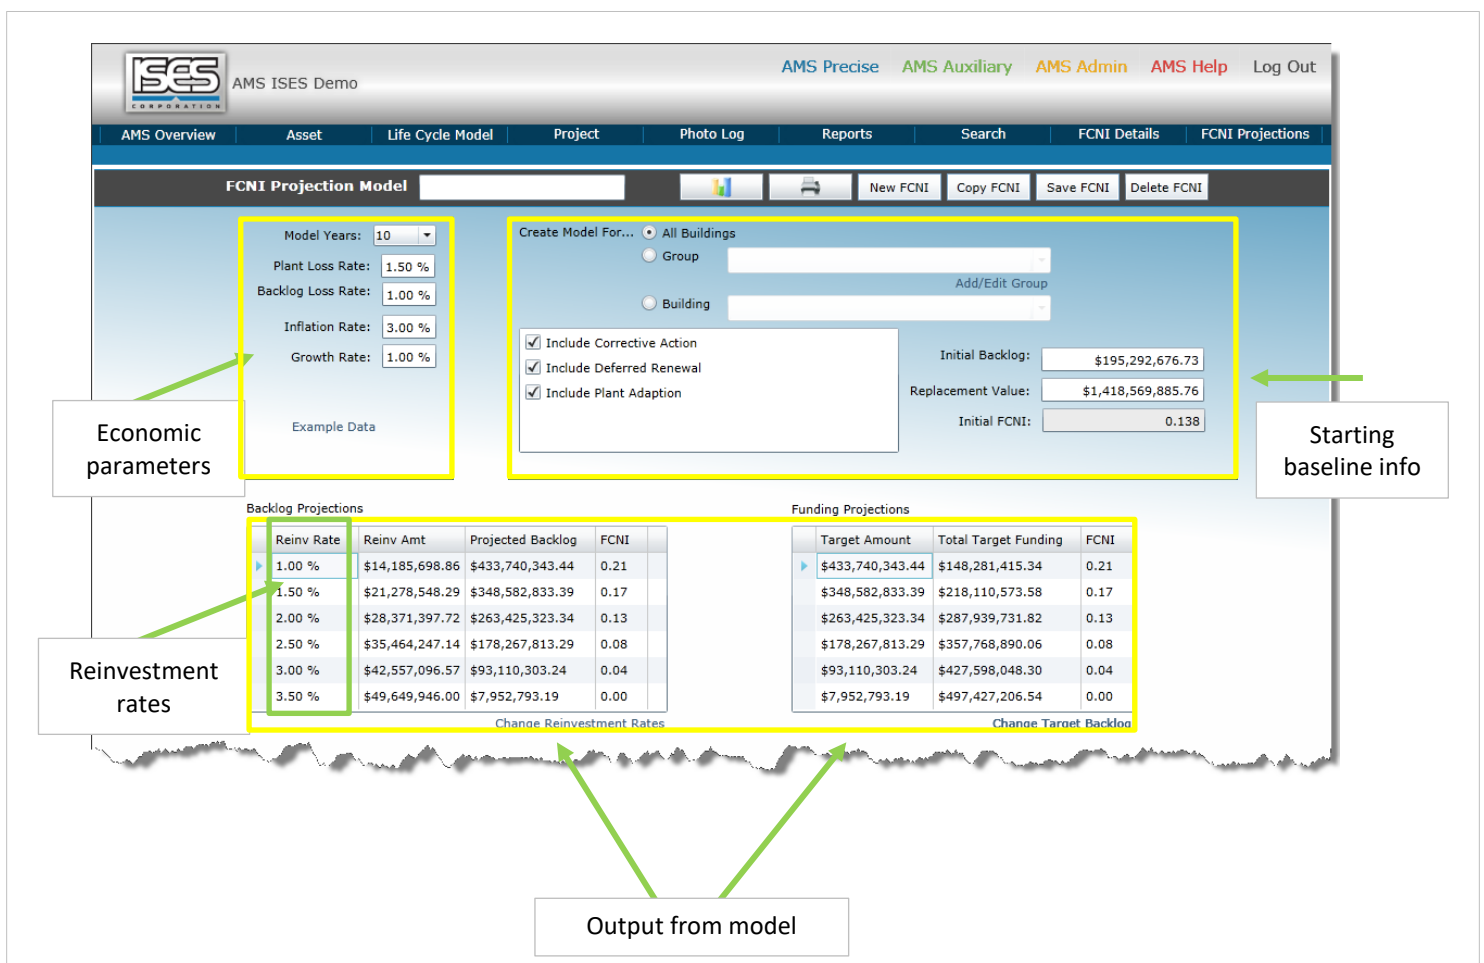 ISES
CORPORATION
AMS ISES Demo
AMS Precise AMS Auxiliary AMS Admin AMS Help Log Out
AMS Overview Asset Life Cycle Model Project Photo Log Reports Search FCNI Details FCNI Projections
FCNI Projection Model New FCNI Copy FCNI Save FCNI Delete FCNI
Model Years: 10
Plant Loss Rate: 1.50 %
Backlog Loss Rate: 1.00 %
Inflation Rate: 3.00 %
Growth Rate: 1.00 %
Example Data
Create Model For... All Buildings
Group
Add/Edit Group
Building
Include Corrective Action
Include Deferred Renewal
Include Plant Adaption
Initial Backlog: $195,292,676.73
Replacement Value: $1,418,569,885.76
Initial FCNI: 0.138
Economic
parameters
Starting
baseline info
Backlog Projections
Reinv Rate Reinv Amt Projected Backlog FCNI
1.00 % $14,185,698.86 $433,740,343.44 0.21
1.50 % $21,278,548.29 $348,582,833.39 0.17
2.00 % $28,371,397.72 $263,425,323.34 0.13
2.50 % $35,464,247.14 $178,267,813.29 0.08
3.00 % $42,557,096.57 $93,110,303.24 0.04
3.50 % $49,649,946.00 $7,952,793.19 0.00
Change Reinvestment Rates
Funding Projections
Target Amount Total Target Funding FCNI
$433,740,343.44 $148,281,415.34 0.21
$348,582,833.39 $218,110,573.58 0.17
$263,425,323.34 $287,939,731.82 0.13
$178,267,813.29 $357,768,890.06 0.08
$93,110,303.24 $427,598,048.30 0.04
$7,952,793.19 $497,427,206.54 0.00
Change Target Backlog
Reinvestment
rates
Output from model